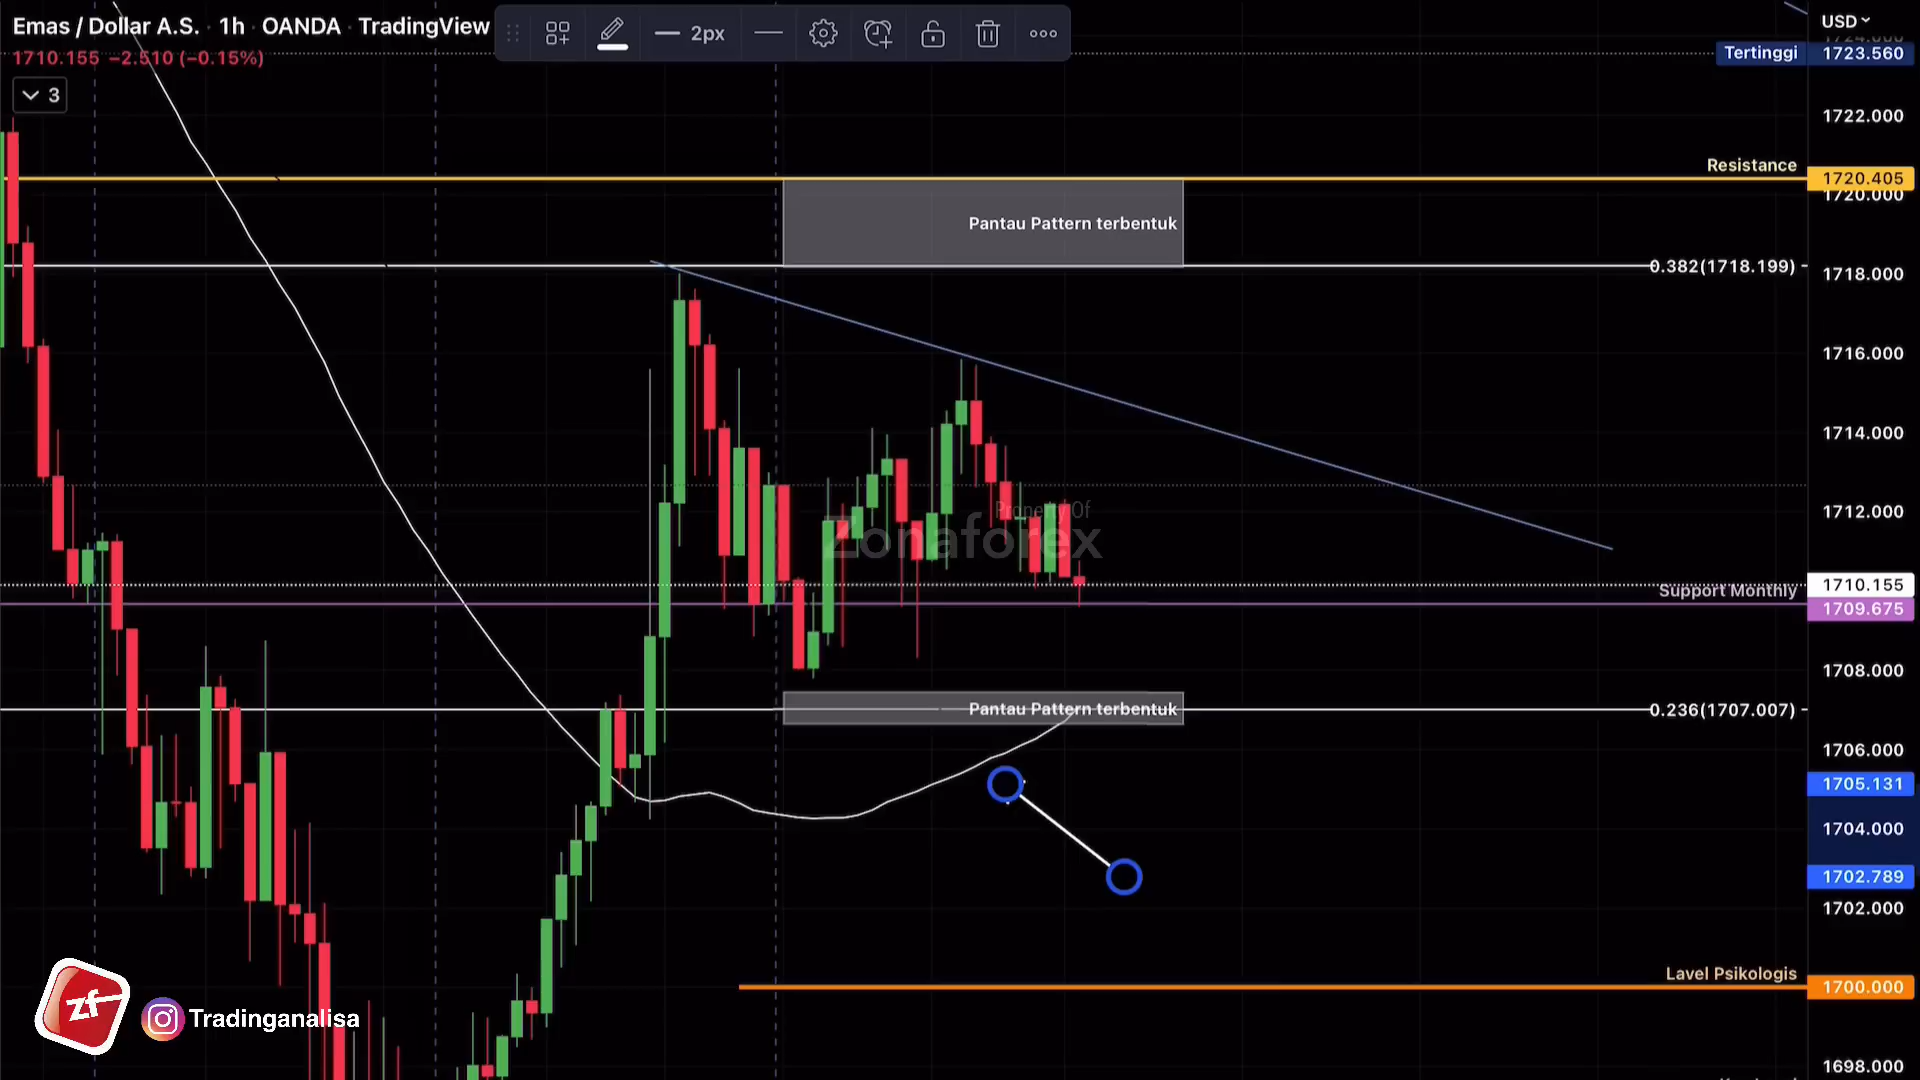 Emas / Dollar A.S. · 1h · OANDA · TradingView
2px
USD
1710.155 −2.510 (−0.15%)
3
Tertinggi 1723.560
1722.000
Resistance
1720.405
1720.000
Pantau Pattern terbentuk
0.382(1718.199)
1718.000
1716.000
1714.000
1712.000
Property Of
Zonaforex
1710.155
Support Monthly
1709.675
1708.000
Pantau Pattern terbentuk
0.236(1707.007)
1706.000
1705.131
1704.000
1702.789
1702.000
Lavel Psikologis
1700.000
zf
Tradinganalisa
1698.000